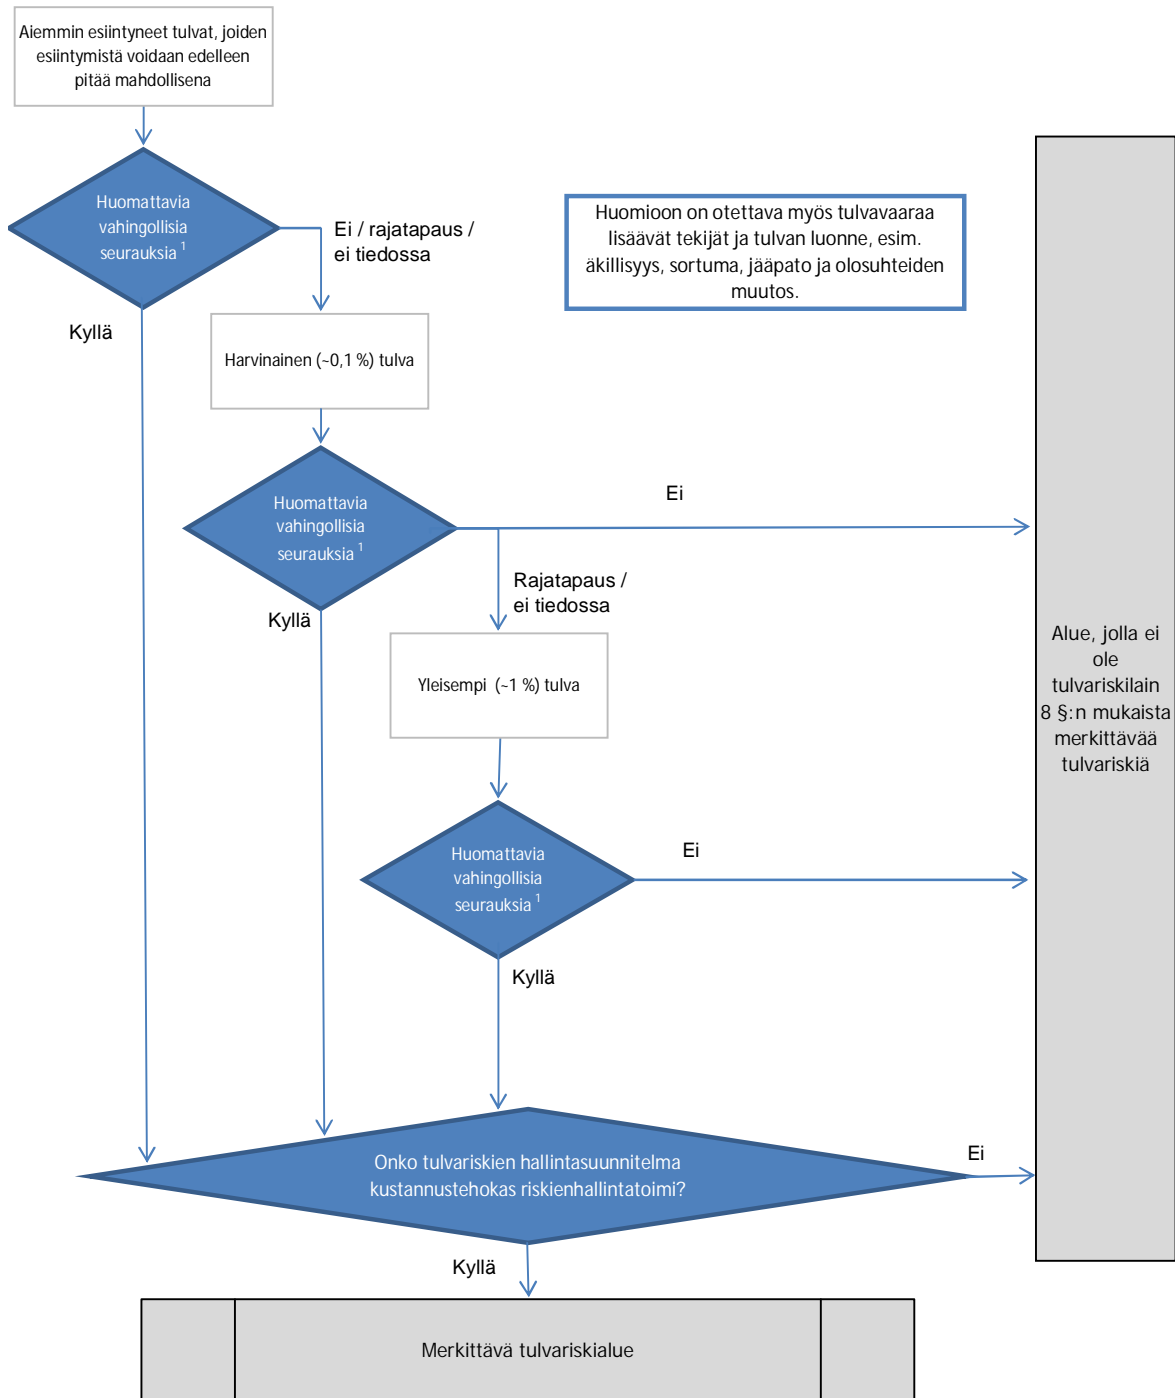 Aiemmin esiintyneet tulvat, joiden
esiintymistä voidaan edelleen
pitää mahdollisena
Huomattavia
vahingollisia
seurauksia 1
Ei / rajatapaus /
ei tiedossa
Huomioon on otettava myös tulvavaaraa
lisäävät tekijät ja tulvan luonne, esim.
äkillisyys, sortuma, jääpato ja olosuhteiden
muutos.
Kyllä
Harvinainen (~0,1 %) tulva
Huomattavia
vahingollisia
seurauksia 1
Ei
Rajatapaus /
ei tiedossa
Kyllä
Yleisempi (~1 %) tulva
Alue, jolla ei
ole
tulvariskilain
8 §:n mukaista
merkittävää
tulvariskiä
Huomattavia
vahingollisia
seurauksia 1
Ei
Kyllä
Onko tulvariskien hallintasuunnitelma
kustannustehokas riskienhallintatoimi?
Ei
Kyllä
Merkittävä tulvariskialue